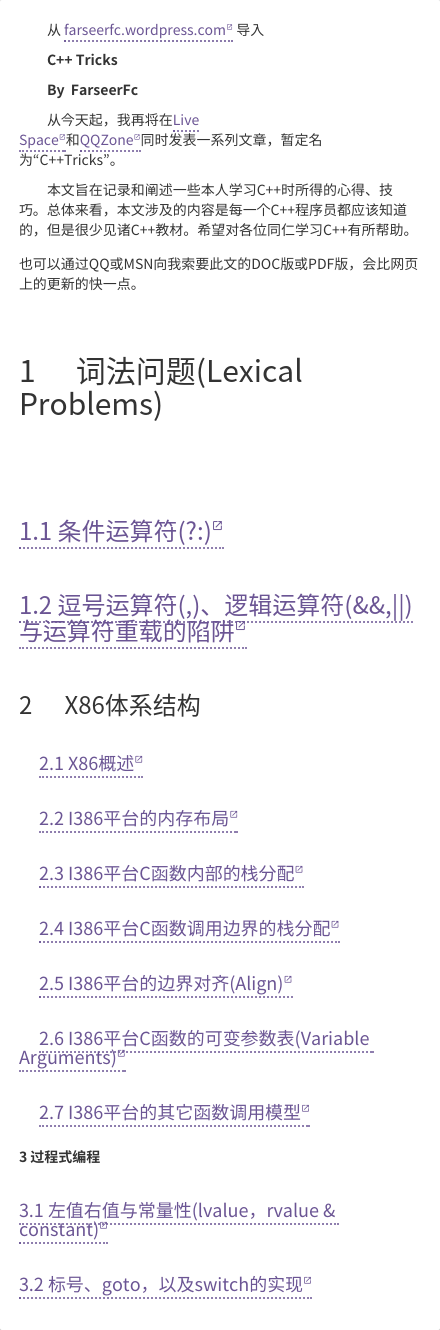 从 farseerfc.wordpress.com 导入
C++ Tricks
By FarseerFc
从今天起，我再将在Live
Space和QQZone同时发表一系列文章，暂定名
为“C++Tricks”。
本文旨在记录和阐述一些本人学习C++时所得的心得、技
巧。总体来看，本文涉及的内容是每一个C++程序员都应该知道
的，但是很少见诸C++教材。希望对各位同仁学习C++有所帮助。
也可以通过QQ或MSN向我索要此文的DOC版或PDF版，会比网页
上的更新的快一点。
1 词法问题(Lexical
Problems)
1.1 条件运算符(?:)
1.2 逗号运算符(,)、逻辑运算符(&&,||)
与运算符重载的陷阱
2 X86体系结构
2.1 X86概述
2.2 I386平台的内存布局
2.3 I386平台C函数内部的栈分配
2.4 I386平台C函数调用边界的栈分配
2.5 I386平台的边界对齐(Align)
2.6 I386平台C函数的可变参数表(Variable
Arguments)
2.7 I386平台的其它函数调用模型
3 过程式编程
3.1 左值右值与常量性(lvalue，rvalue &
constant)
3.2 标号、goto，以及switch的实现